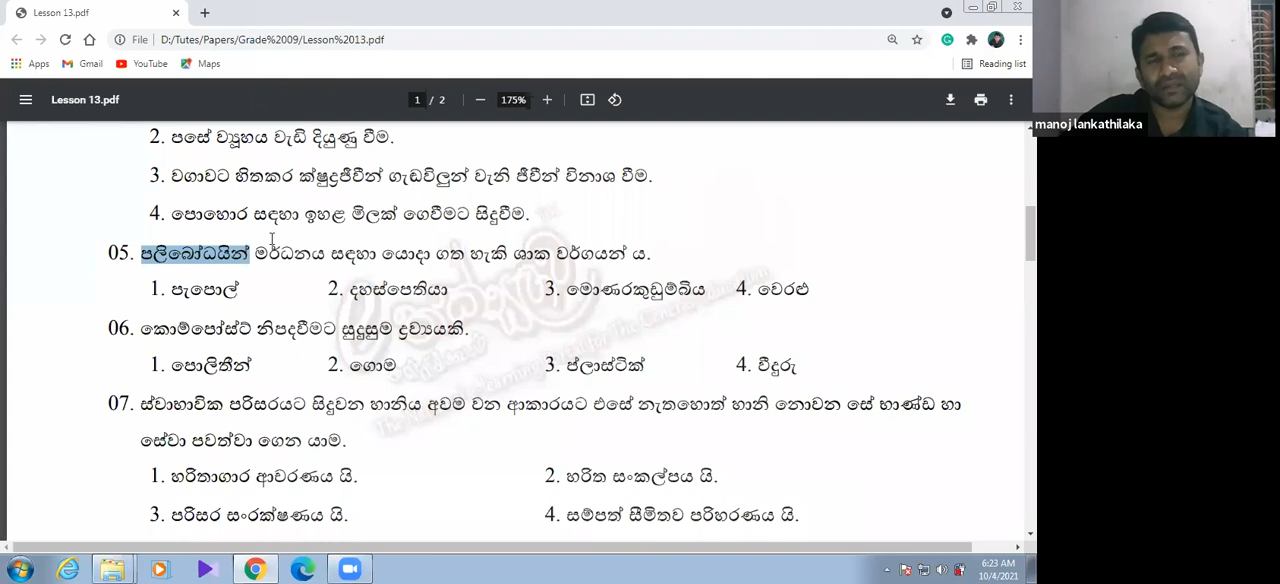 Lesson 13.pdf
File D:/Tutes/Papers/Grade%2009/Lesson%2013.pdf
Apps Gmail YouTube Maps Reading list
Lesson 13.pdf 1 / 2 175%
manoj lankathilaka
2. පසේ ව්‍යුහය වැඩි දියුණු වීම.
3. වගාවට හිතකර ක්ෂුද්‍රජීවීන් ගැඩවිලුන් වැනි ජීවීන් විනාශ වීම.
4. පොහොර සඳහා ඉහළ මිලක් ගෙවීමට සිදුවීම.
05. පලිබෝධයින් මර්ධනය සඳහා යොදා ගත හැකි ශාක වර්ගයන් ය.
1. පැපොල් 2. දහස්පෙතියා 3. මොණරකුඩුම්බිය 4. වෙරළු
06. කොම්පෝස්ට් නිපදවීමට සුදුසුම ද්‍රව්‍යයකි.
1. පොලිතීන් 2. ගොම 3. ප්ලාස්ටික් 4. වීදුරු
07. ස්වාභාවික පරිසරයට සිදුවන හානිය අවම වන ආකාරයට එසේ නැතහොත් හානි නොවන සේ භාණ්ඩ හා
සේවා පවත්වා ගෙන යාම.
1. හරිතාගාර ආවරණය යි. 2. හරිත සංකල්පය යි.
3. පරිසර සංරක්ෂණය යි. 4. සම්පත් සීමිතව පරිහරණය යි.
6:23 AM
10/4/2021